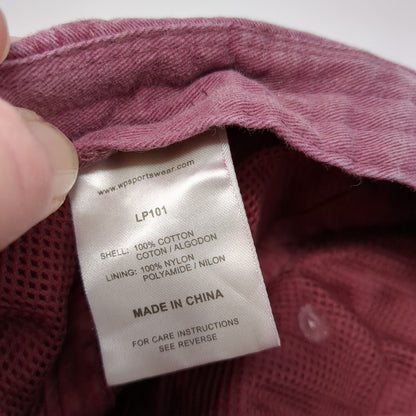 www.wpsportswear.com
LP101
SHELL: 100% COTTON
COTON / ALGODON
LINING: 100% NYLON
POLYAMIDE / NILON
MADE IN CHINA
FOR CARE INSTRUCTIONS
SEE REVERSE